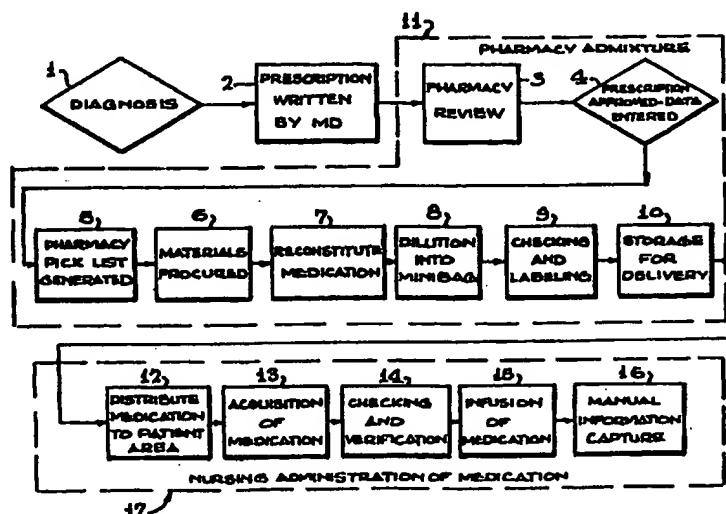 11
PHARMACY ADMIXTURE
1
DIAGNOSIS
2
PRESCRIPTION
WRITTEN
BY MD
3
PHARMACY
REVIEW
4
PRESCRIPTION
APPROVED-DATA
ENTERED
5
PHARMACY
PICK LIST
GENERATED
6
MATERIALS
PROCURED
7
RECONSTITUTE
MEDICATION
8
DILUTION
INTO
MINIBAG
9
CHECKING
AND
LABELING
10
STORAGE
FOR
DELIVERY
12
DISTRIBUTE
MEDICATION
TO PATIENT
AREA
13
ACQUISITION
OF
MEDICATION
14
CHECKING
AND
VERIFICATION
15
INFUSION
OF
MEDICATION
16
MANUAL
INFORMATION
CAPTURE
NURSING ADMINISTRATION OF MEDICATION
17